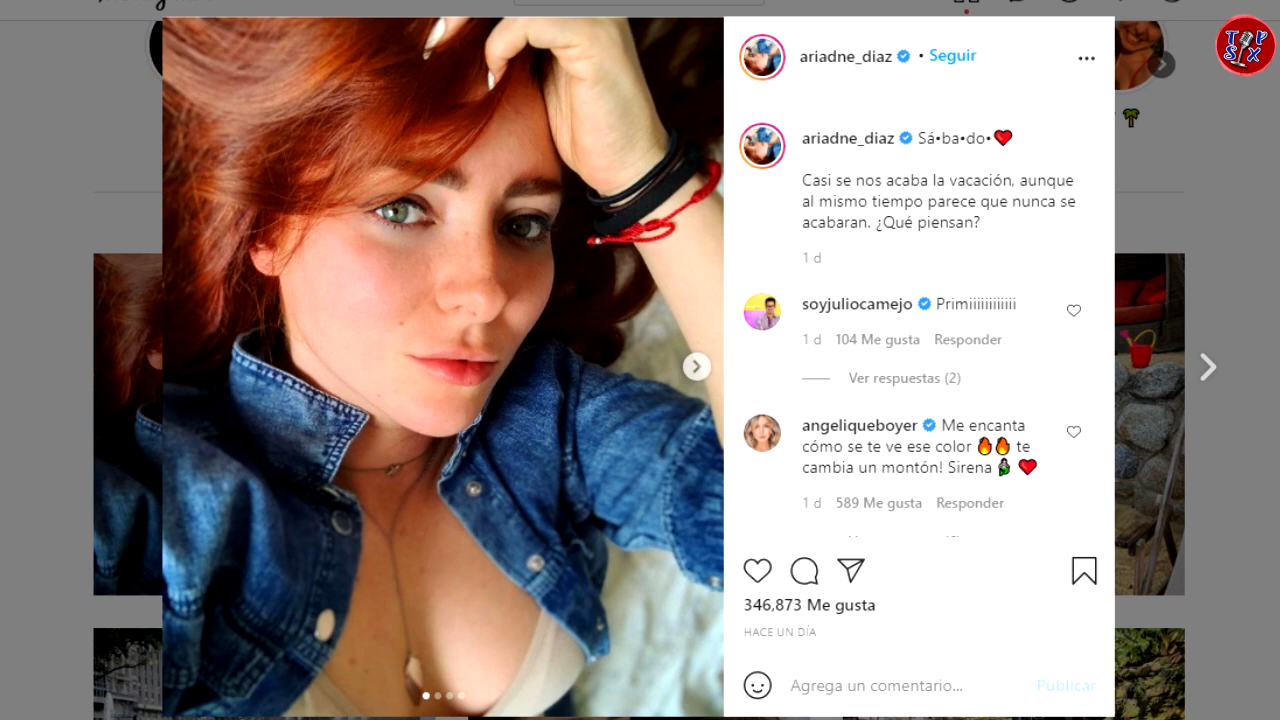 TOP
SIX
ariadne_diaz • Seguir
ariadne_diaz Sá•ba•do•❤️
Casi se nos acaba la vacación, aunque
al mismo tiempo parece que nunca se
acabaran. ¿Qué piensan?
1 d
soyjuliocamejo Primiiiiiiiiiiii
1 d 104 Me gusta Responder
Ver respuestas (2)
angeliqueboyer Me encanta
cómo se te ve ese color 🔥🔥 te
cambia un montón! Sirena 🧜‍♀️ ❤️
1 d 589 Me gusta Responder
346,873 Me gusta
HACE UN DÍA
Agrega un comentario...
Publicar